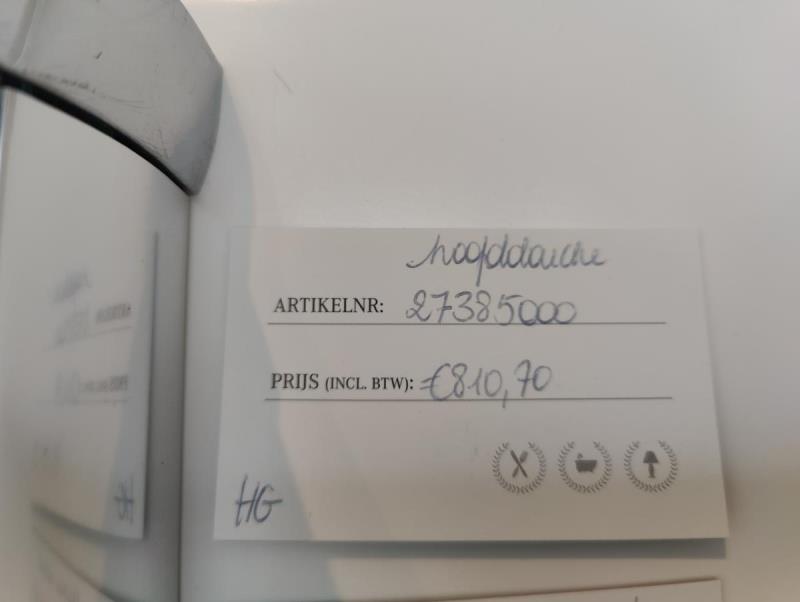 hoofddouche
ARTIKELNR: 27385000
PRIJS (INCL. BTW): €810,70
HG